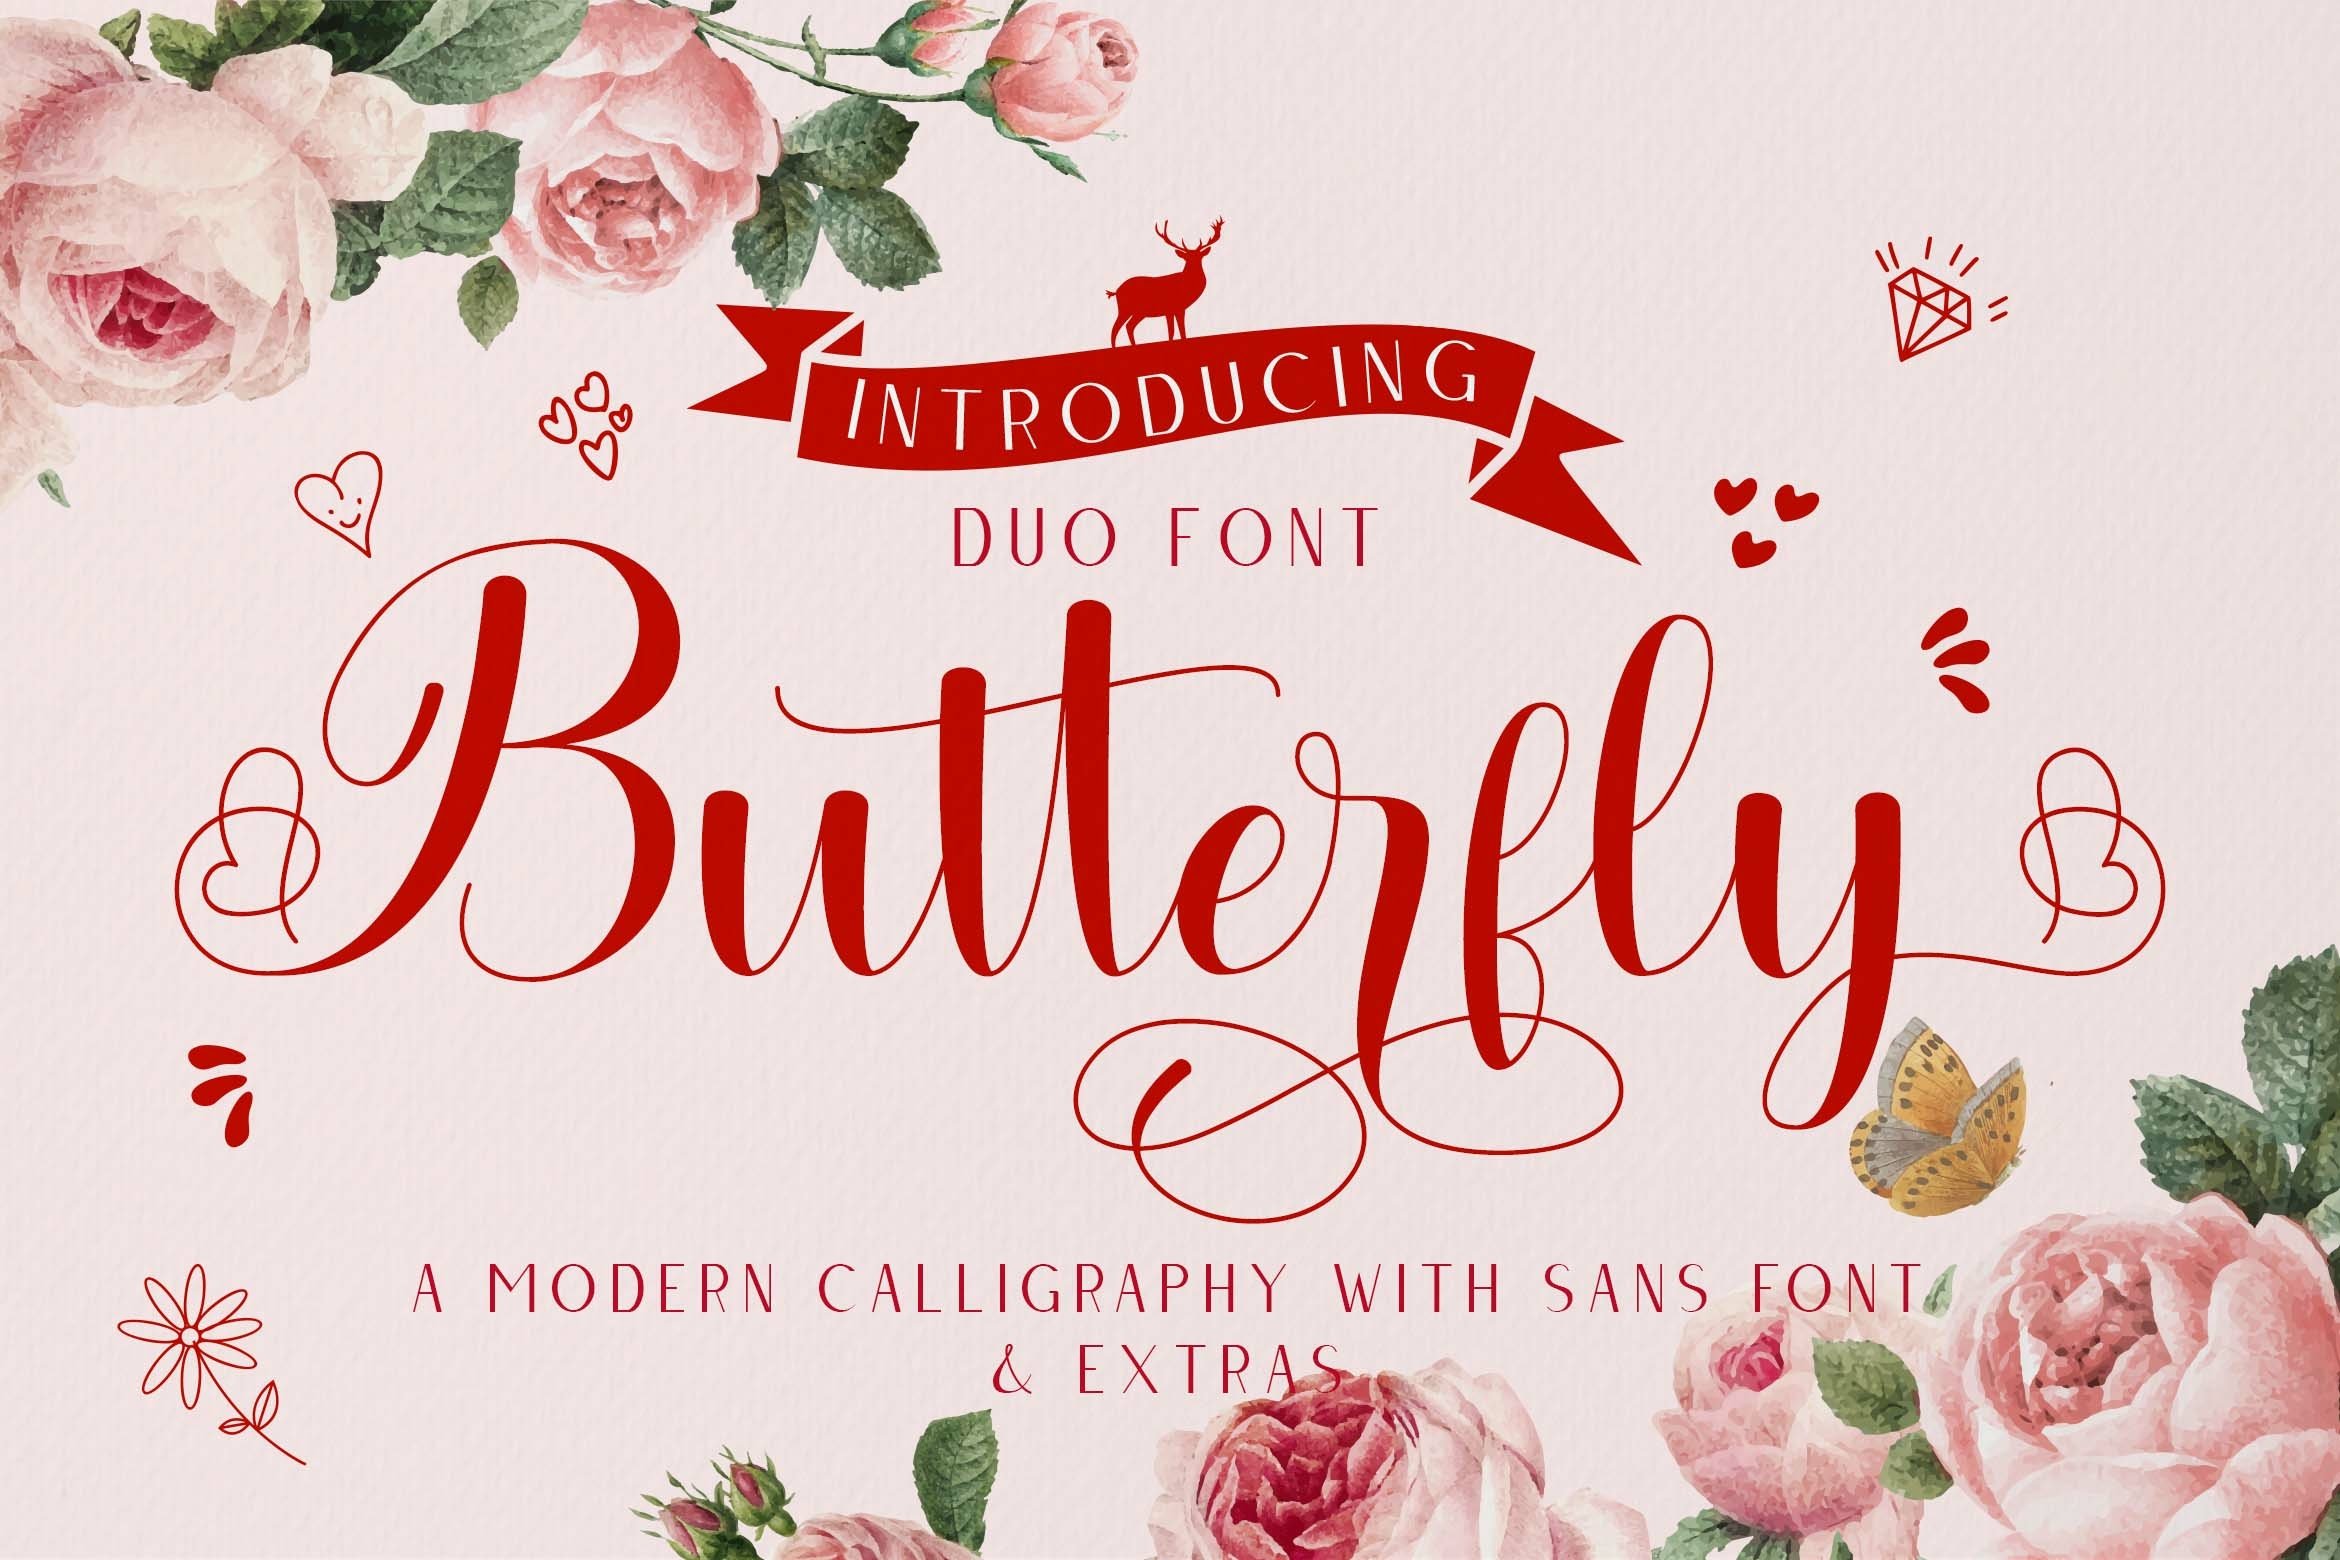 INTRODUCING
DUO FONT
Butterfly
A MODERN CALLIGRAPHY WITH SANS FONT
& EXTRAS